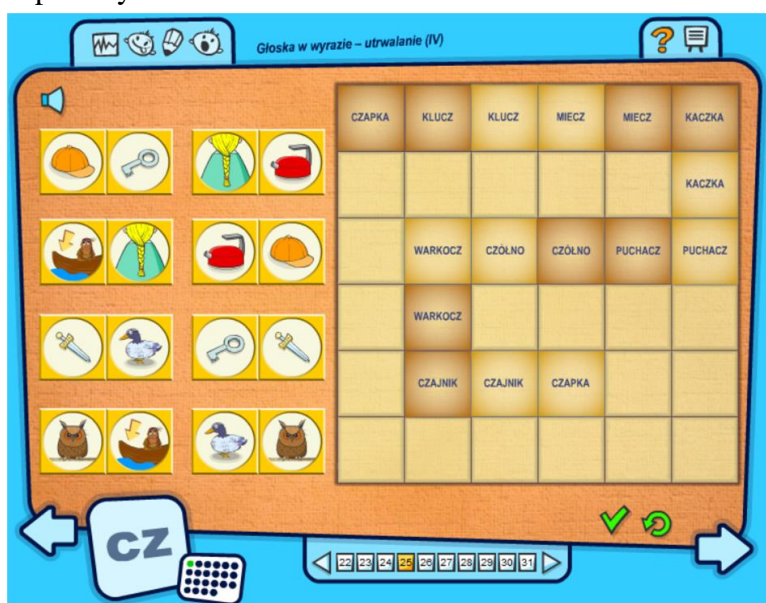 Głoska w wyrazie – utrwalanie (IV)
CZAPKA KLUCZ KLUCZ MIECZ MIECZ KACZKA
KACZKA
WARKOCZ CZÓŁNO CZÓŁNO PUCHACZ PUCHACZ
WARKOCZ
CZAJNIK CZAJNIK CZAPKA
CZ
22 23 24 25 26 27 28 29 30 31